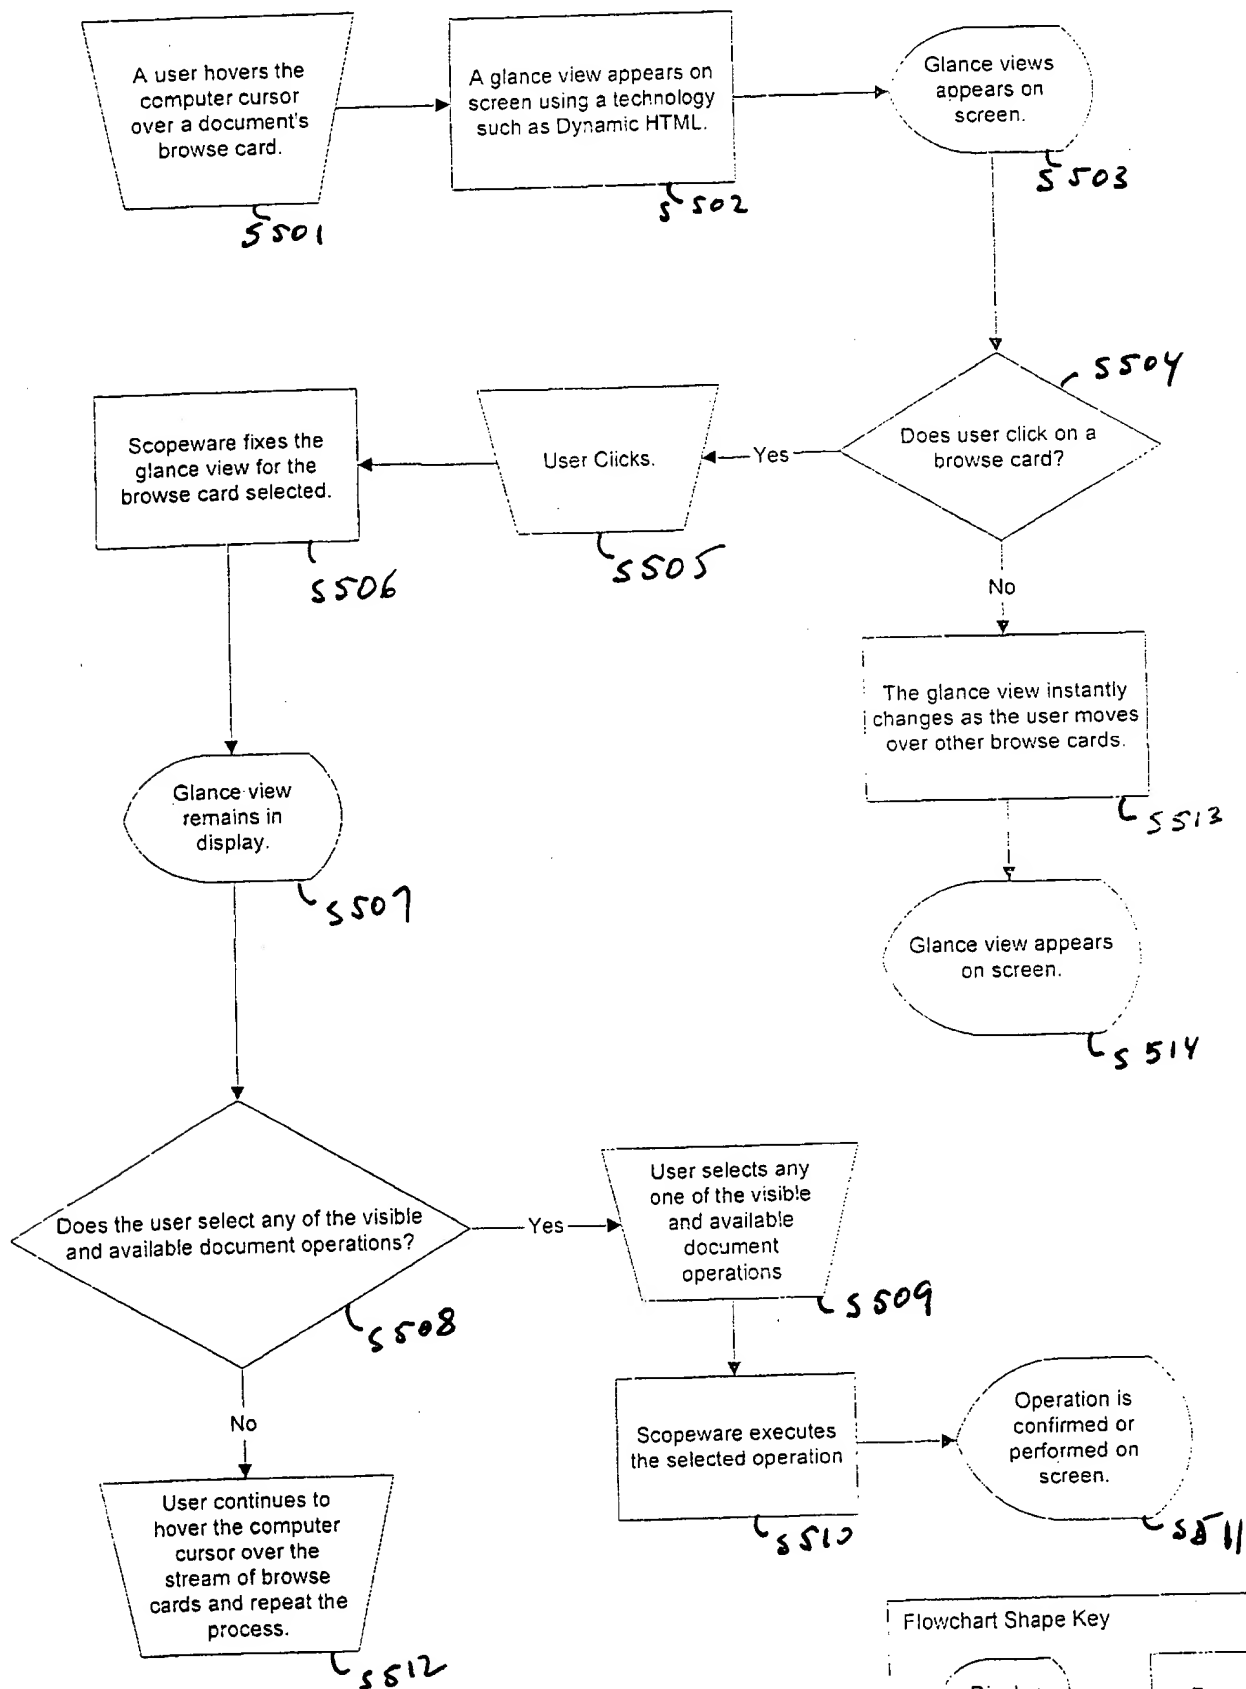 A user hovers the
computer cursor
over a document's
browse card.
S501
A glance view appears on
screen using a technology
such as Dynamic HTML.
S502
Glance views
appears on
screen.
S503
S504
Does user click on a
browse card?
Yes
User Clicks.
S505
Scopeware fixes the
glance view for the
browse card selected.
S506
No
The glance view instantly
changes as the user moves
over other browse cards.
S513
Glance view appears
on screen.
S514
Glance view
remains in
display.
S507
Does the user select any of the visible
and available document operations?
S508
Yes
User selects any
one of the visible
and available
document
operations
S509
Scopeware executes
the selected operation
S510
Operation is
confirmed or
performed on
screen.
S511
No
User continues to
hover the computer
cursor over the
stream of browse
cards and repeat the
process.
S512
Flowchart Shape Key